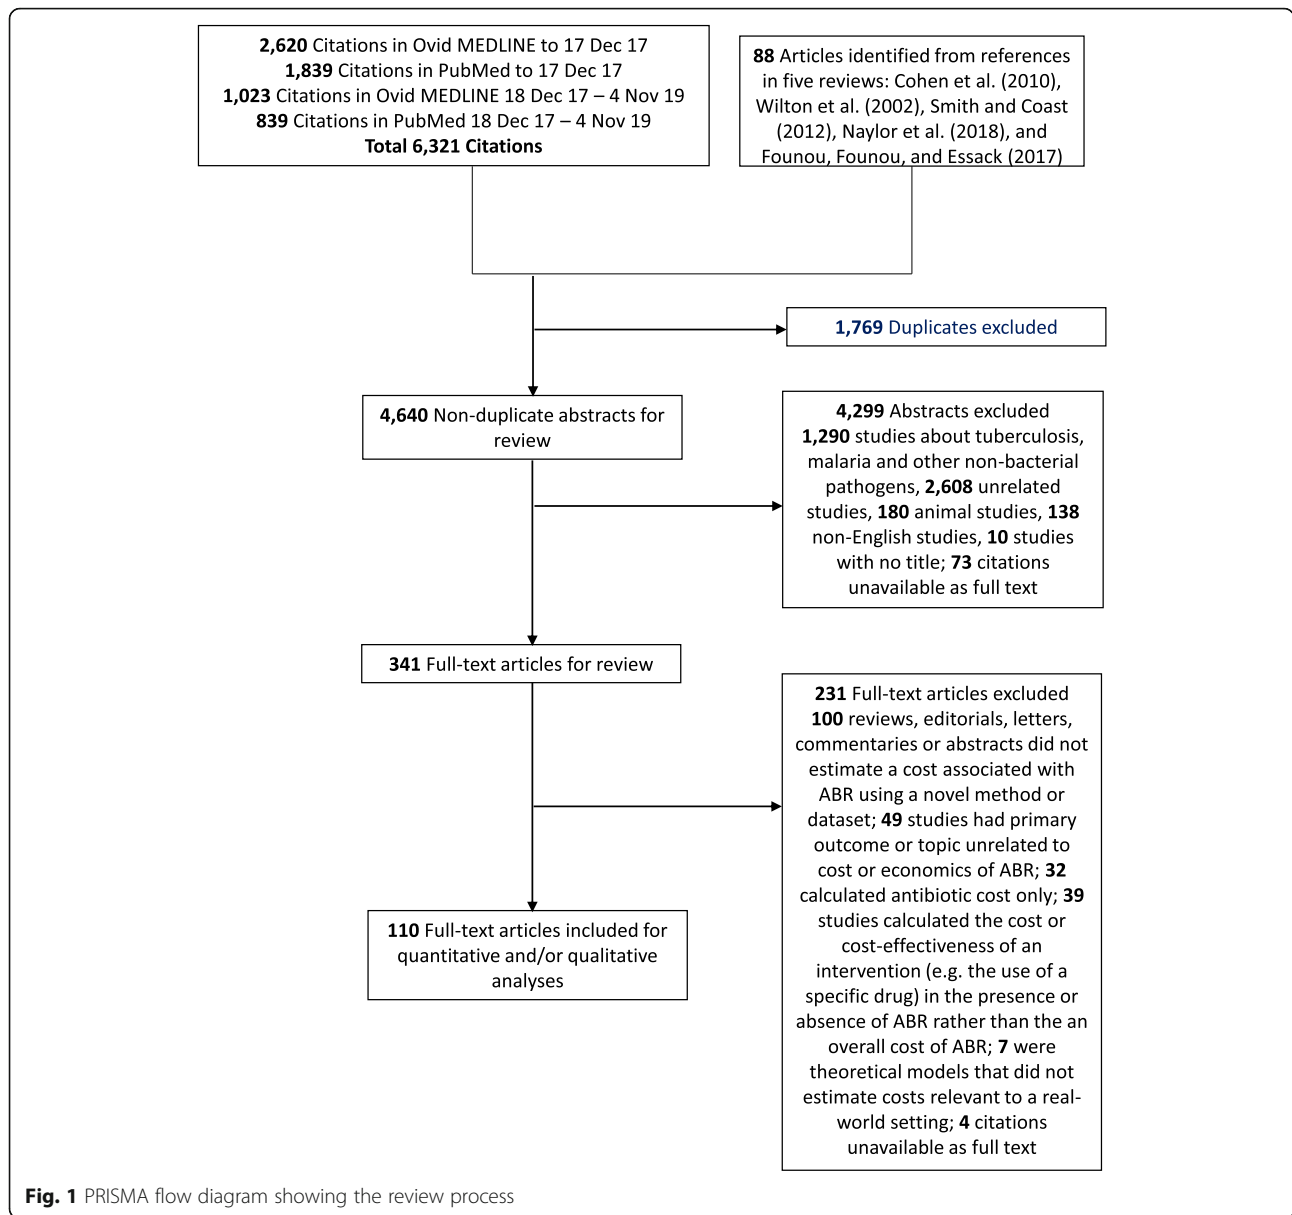 2,620 Citations in Ovid MEDLINE to 17 Dec 17
1,839 Citations in PubMed to 17 Dec 17
1,023 Citations in Ovid MEDLINE 18 Dec 17 – 4 Nov 19
839 Citations in PubMed 18 Dec 17 – 4 Nov 19
Total 6,321 Citations
88 Articles identified from references
in five reviews: Cohen et al. (2010),
Wilton et al. (2002), Smith and Coast
(2012), Naylor et al. (2018), and
Founou, Founou, and Essack (2017)
1,769 Duplicates excluded
4,640 Non-duplicate abstracts for
review
4,299 Abstracts excluded
1,290 studies about tuberculosis,
malaria and other non-bacterial
pathogens, 2,608 unrelated
studies, 180 animal studies, 138
non-English studies, 10 studies
with no title; 73 citations
unavailable as full text
341 Full-text articles for review
231 Full-text articles excluded
100 reviews, editorials, letters,
commentaries or abstracts did not
estimate a cost associated with
ABR using a novel method or
dataset; 49 studies had primary
outcome or topic unrelated to
cost or economics of ABR; 32
calculated antibiotic cost only; 39
studies calculated the cost or
cost-effectiveness of an
intervention (e.g. the use of a
specific drug) in the presence or
absence of ABR rather than the an
overall cost of ABR; 7 were
theoretical models that did not
estimate costs relevant to a real-
world setting; 4 citations
unavailable as full text
110 Full-text articles included for
quantitative and/or qualitative
analyses
Fig. 1 PRISMA flow diagram showing the review process